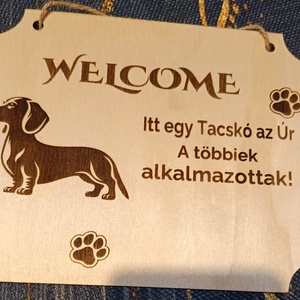 WELCOME
Itt egy Tacskó az Úr
A többiek
alkalmazottak!